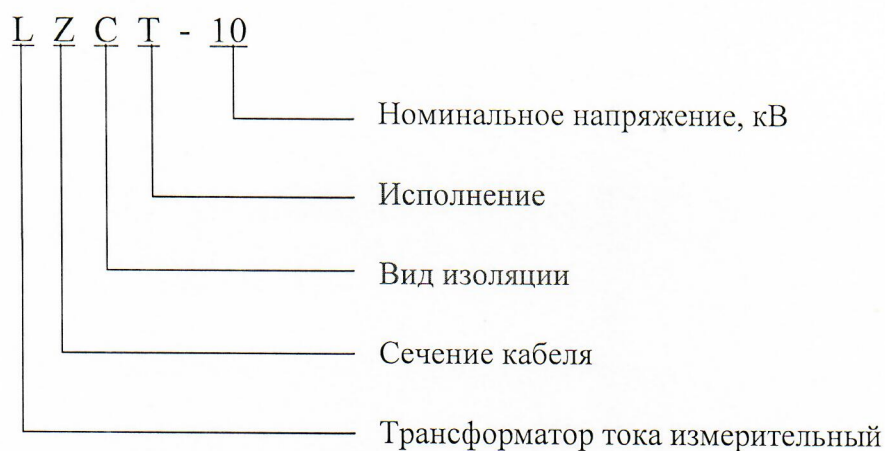 L Z C T - 10
Номинальное напряжение, кВ
Исполнение
Вид изоляции
Сечение кабеля
Трансформатор тока измерительный